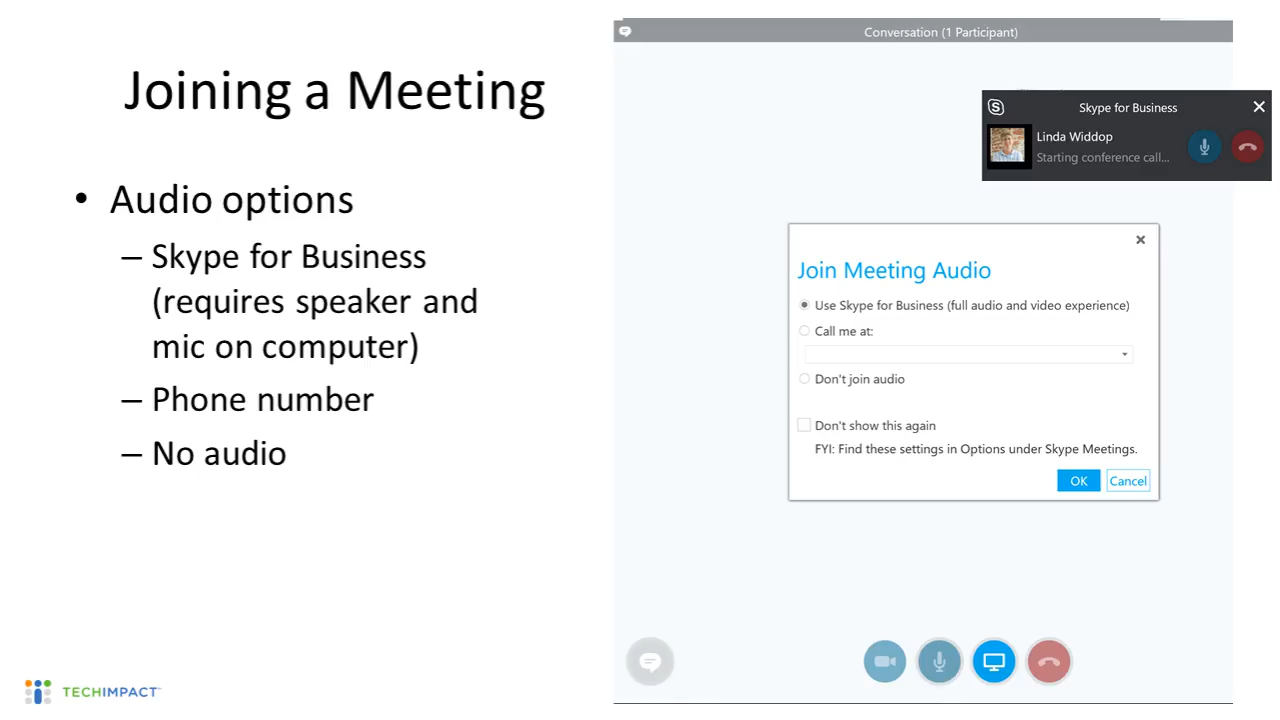 Joining a Meeting
• Audio options
– Skype for Business
(requires speaker and
mic on computer)
– Phone number
– No audio
TECHIMPACT
Conversation (1 Participant)
Skype for Business
Linda Widdop
Starting conference call...
Join Meeting Audio
Use Skype for Business (full audio and video experience)
Call me at:
Don't join audio
Don't show this again
FYI: Find these settings in Options under Skype Meetings.
OK Cancel